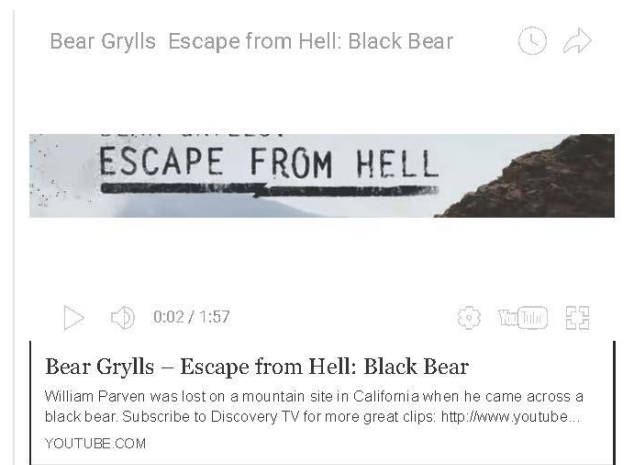 Bear Grylls Escape from Hell: Black Bear
ESCAPE FROM HELL
0:02 / 1:57
YouTube
Bear Grylls – Escape from Hell: Black Bear
William Parven was lost on a mountain site in California when he came across a
black bear. Subscribe to Discovery TV for more great clips: http://www.youtube...
YOUTUBE.COM